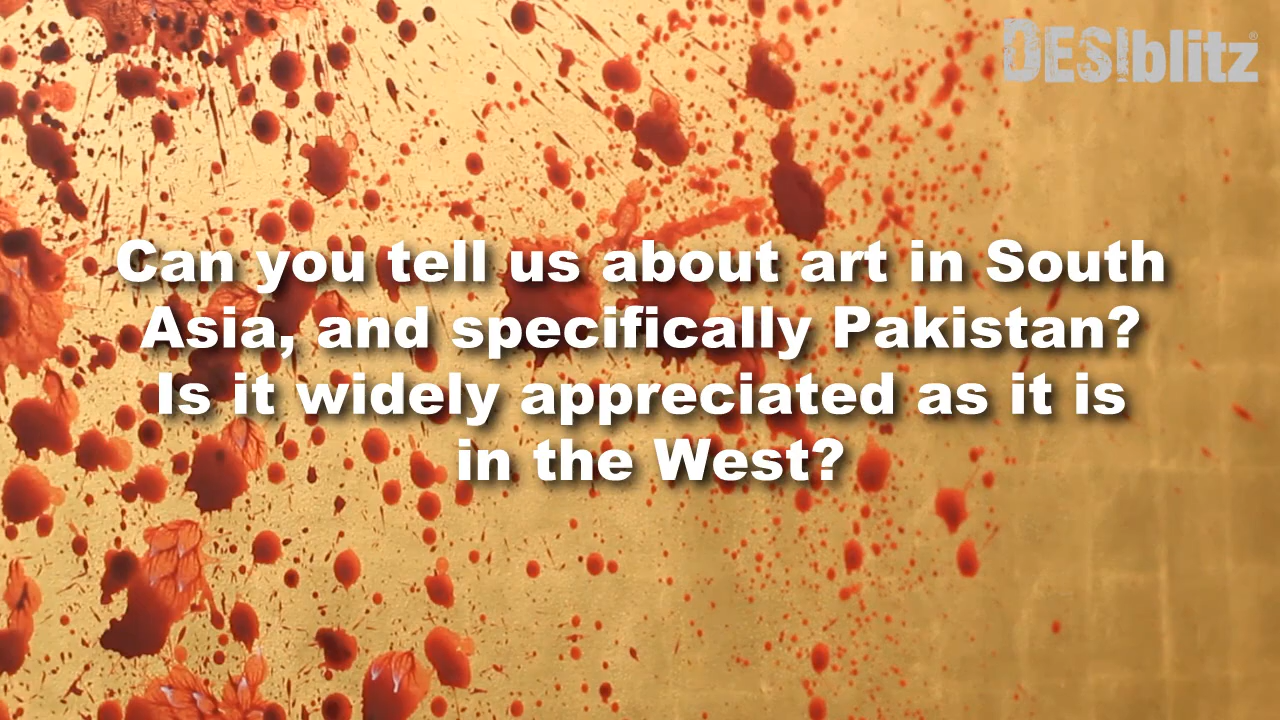 DESIblitz®
Can you tell us about art in South
Asia, and specifically Pakistan?
Is it widely appreciated as it is
in the West?